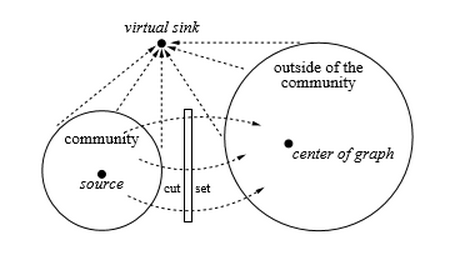 virtual sink
outside of the
community
community
center of graph
source
cut set